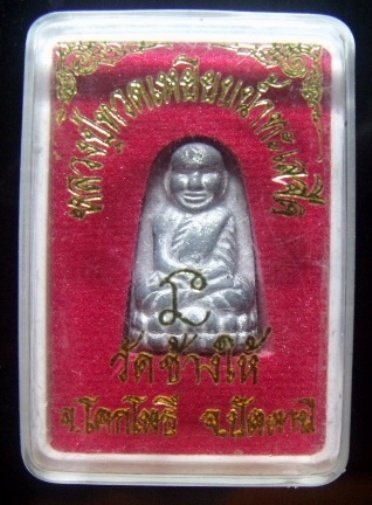 หลวงปู่ทวดเหยียบน้ำทะเลจืด
วัดช้างให้
อ.โคกโพธิ์ จ.ปัตตานี